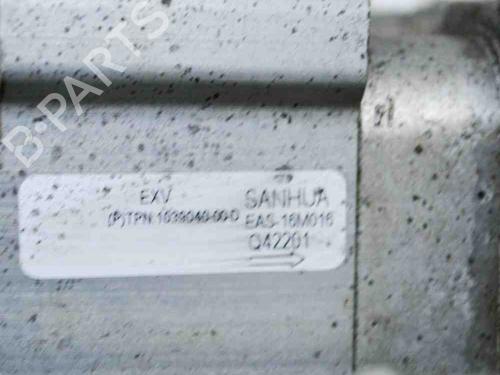 B-PARTS
EXV
(P)TPN 1039040-00-D
SANHUA
EAS-16M016
Q42201